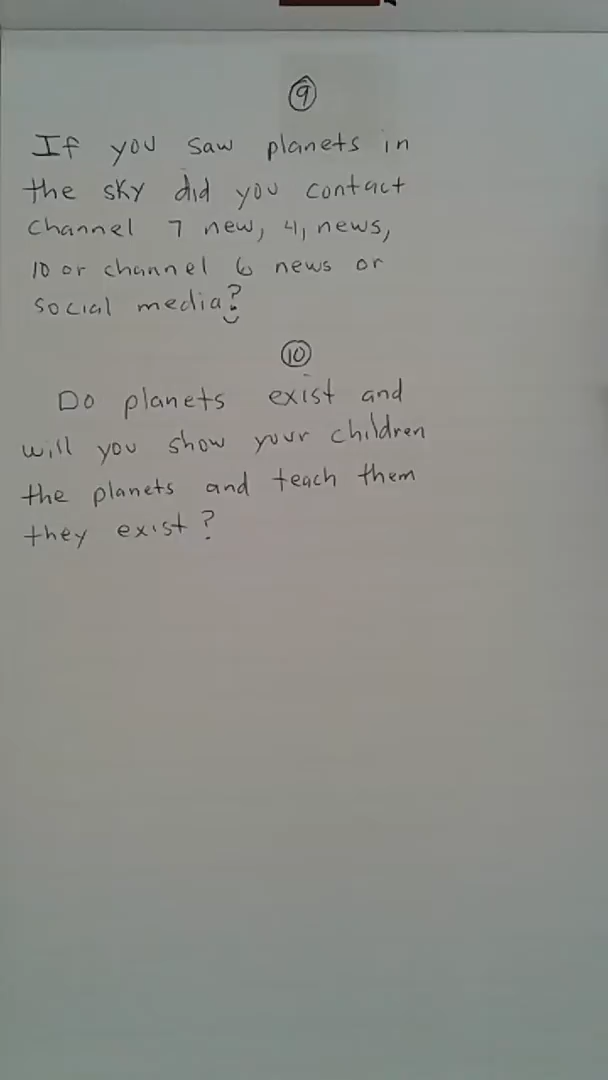 9
If you saw planets in
the sky did you contact
channel 7 new, 4, news,
10 or channel 6 news or
social media?
10
Do planets exist and
will you show your children
the planets and teach them
they exist?